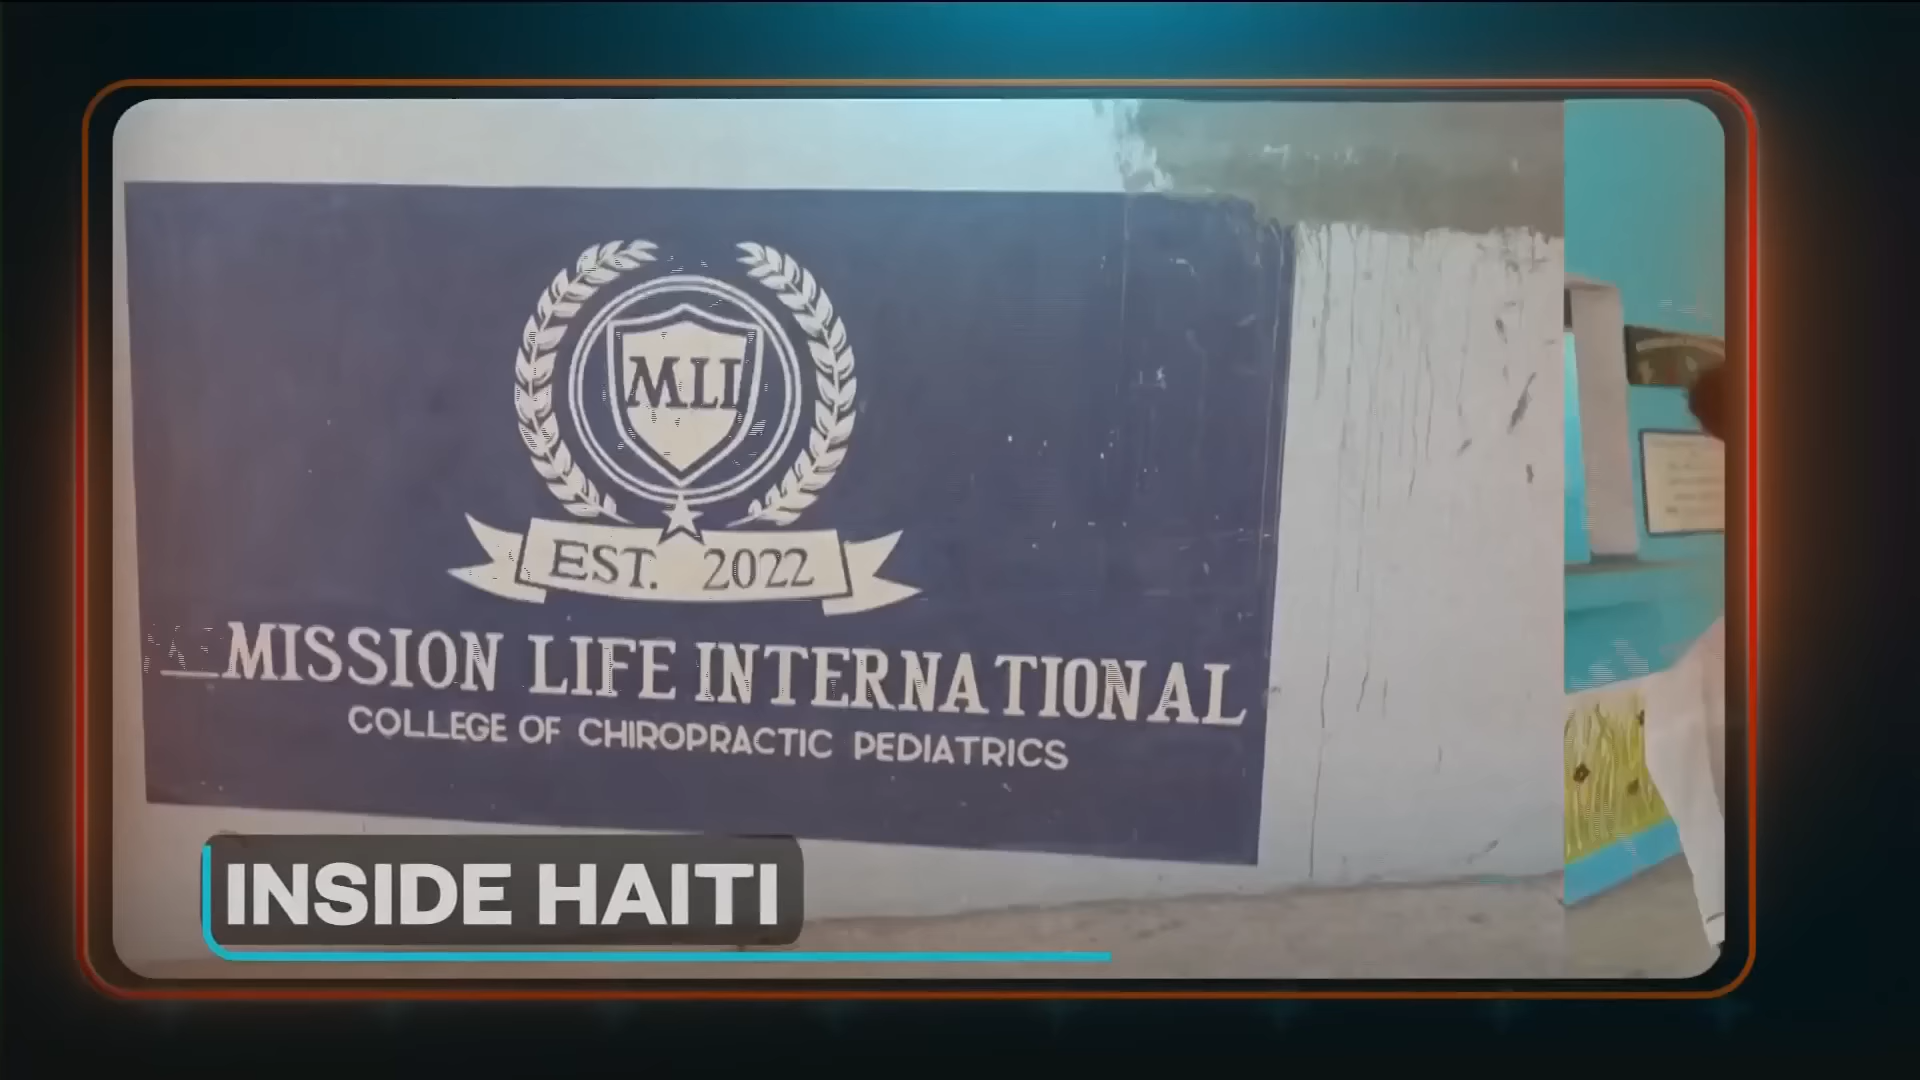 MLI
EST. 2022
MISSION LIFE INTERNATIONAL
COLLEGE OF CHIROPRACTIC PEDIATRICS
INSIDE HAITI